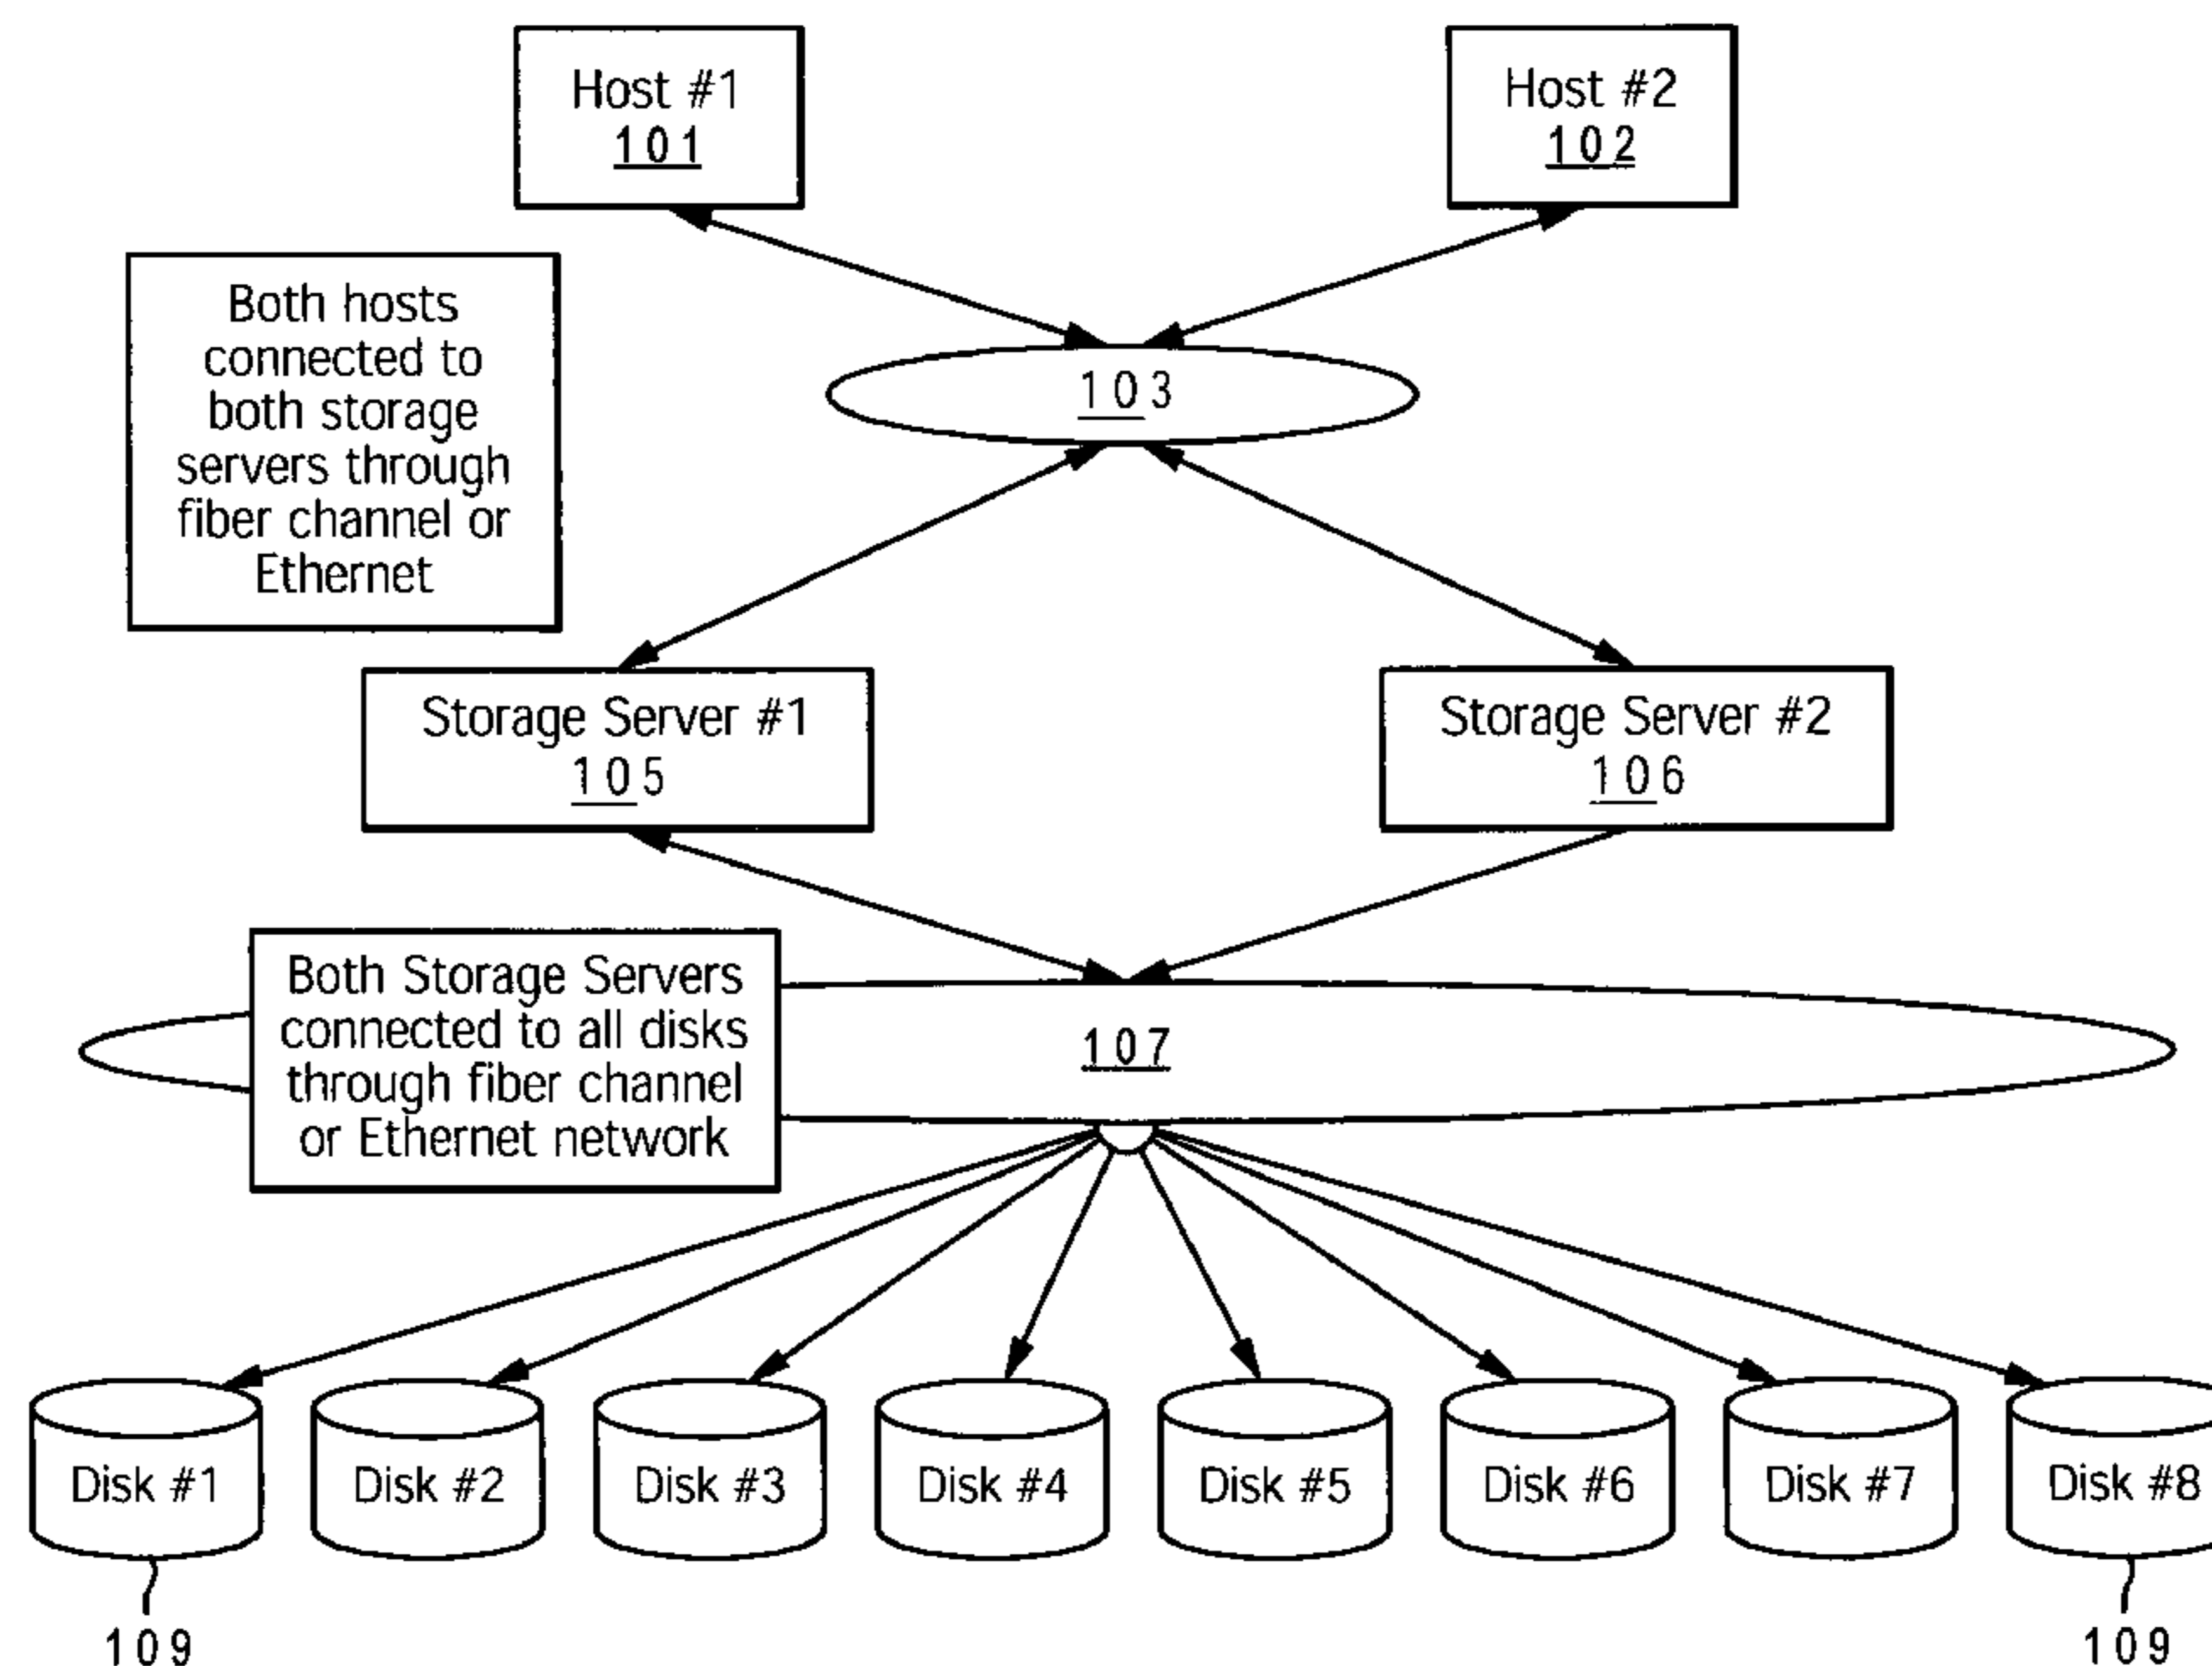 Host #1
101
Host #2
102
Both hosts
connected to
both storage
servers through
fiber channel or
Ethernet
103
Storage Server #1
105
Storage Server #2
106
Both Storage Servers
connected to all disks
through fiber channel
or Ethernet network
107
Disk #1
Disk #2
Disk #3
Disk #4
Disk #5
Disk #6
Disk #7
Disk #8
109
109